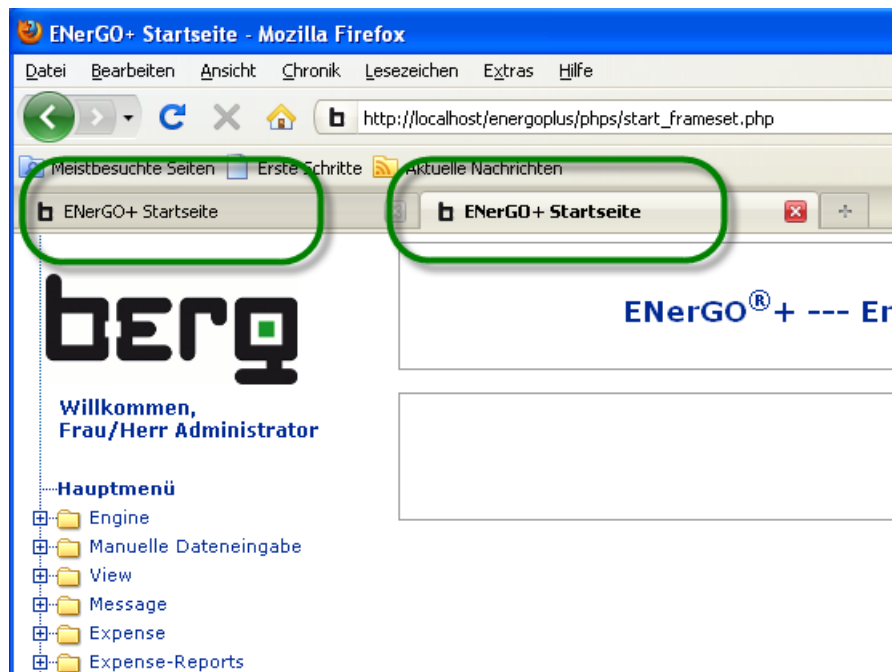 ENerGO+ Startseite - Mozilla Firefox
Datei Bearbeiten Ansicht Chronik Lesezeichen Extras Hilfe
http://localhost/energoplus/phps/start_frameset.php
Meistbesuchte Seiten Erste Schritte Aktuelle Nachrichten
ENerGO+ Startseite ENerGO+ Startseite
berg
ENerGO®+ --- En
Willkommen,
Frau/Herr Administrator
Hauptmenü
Engine
Manuelle Dateneingabe
View
Message
Expense
Expense-Reports